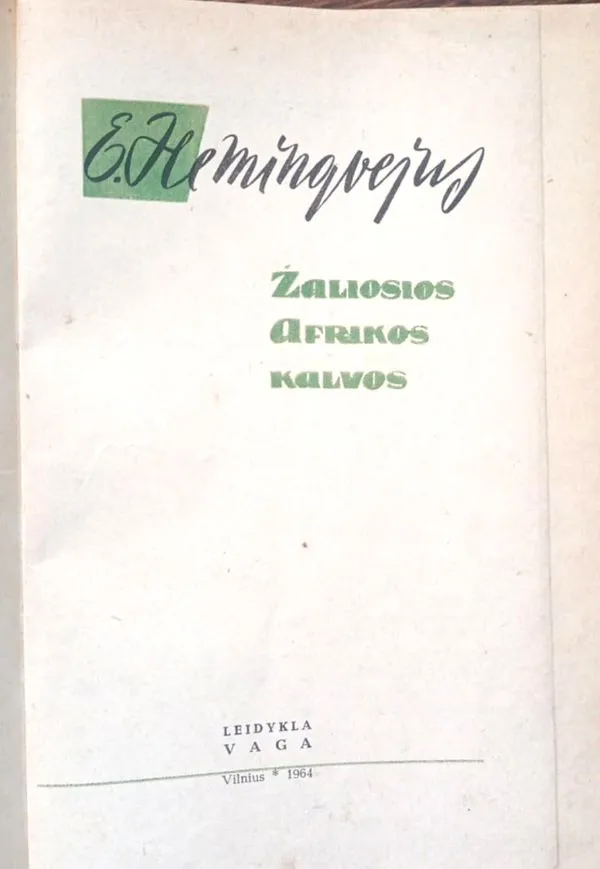 E. Hemingvejus
Žaliosios
Afrikos
kalvos
LEIDYKLA
VAGA
Vilnius * 1964